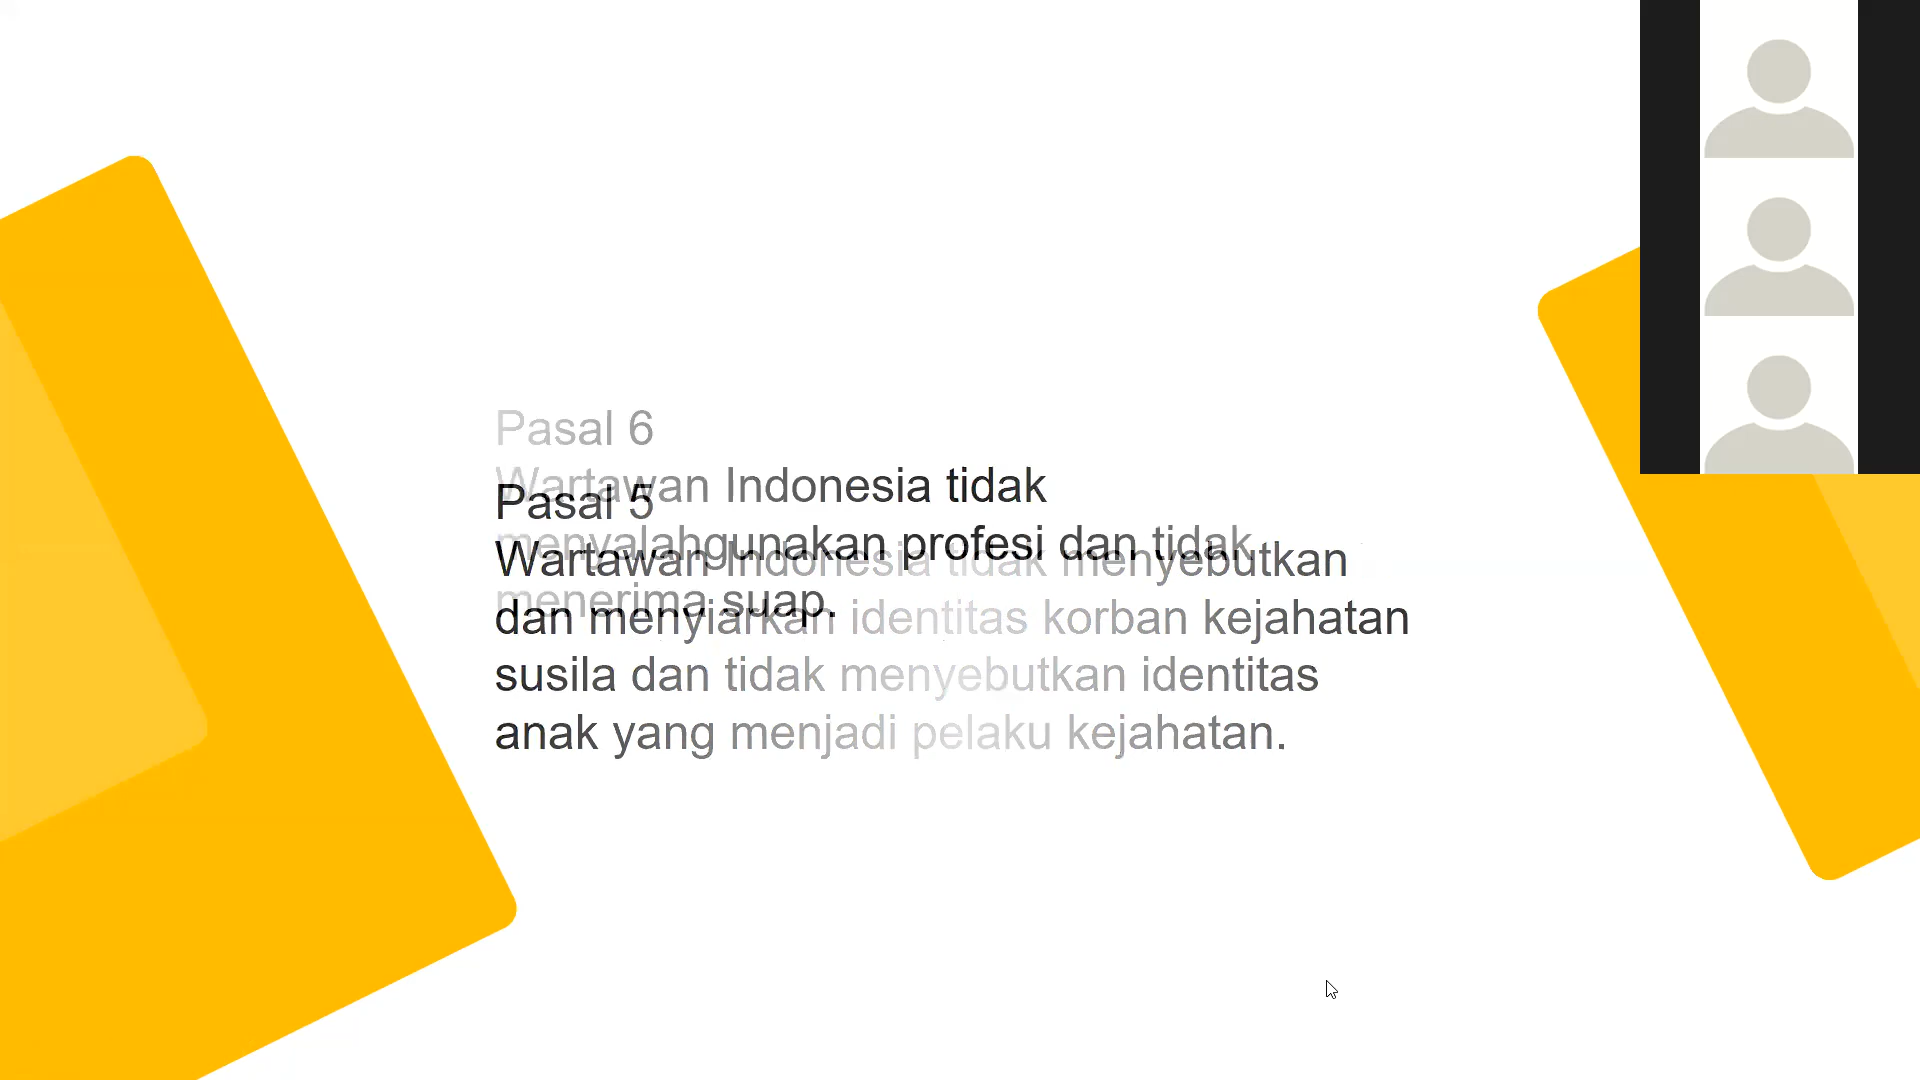 Pasal 6
Wartawan Indonesia tidak
menyalahgunakan profesi dan tidak
menerima suap.
Pasal 5
Wartawan Indonesia tidak menyebutkan
dan menyiarkan identitas korban kejahatan
susila dan tidak menyebutkan identitas
anak yang menjadi pelaku kejahatan.